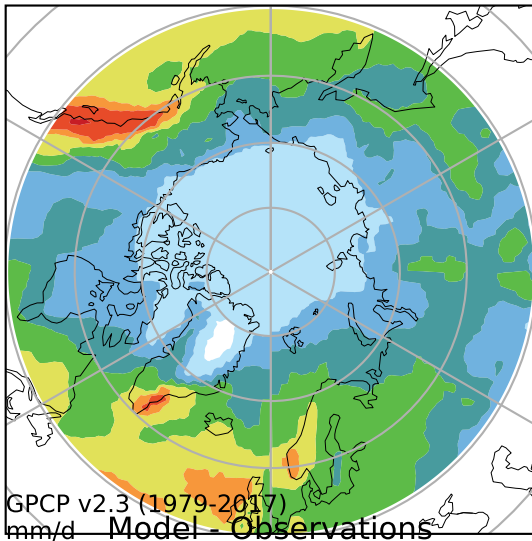 GPCP v2.3 (1979-2017)
mm/d Model - Observations